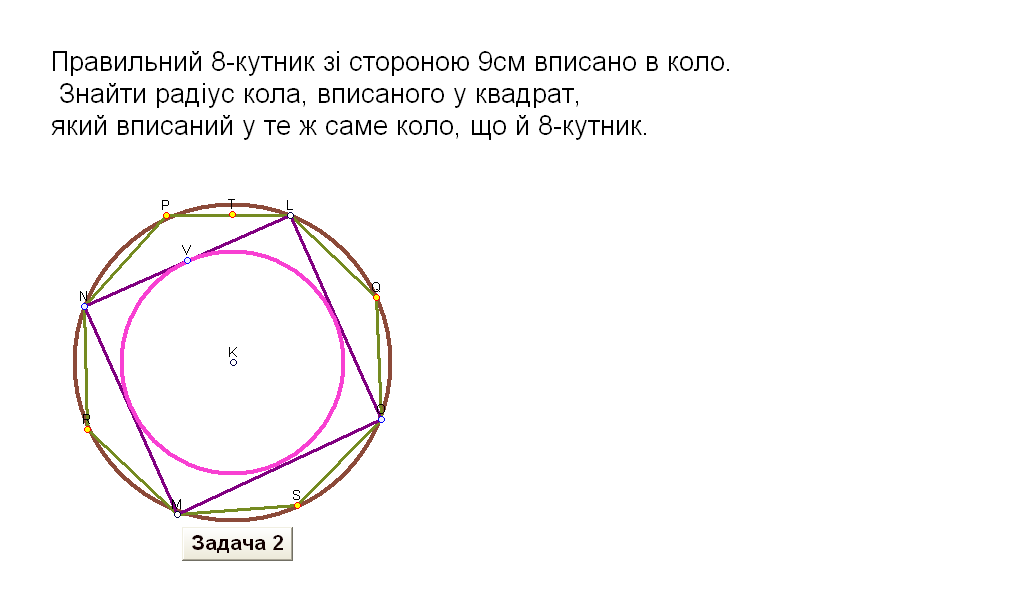 Правильний 8-кутник зі стороною 9см вписано в коло.
Знайти радіус кола, вписаного у квадрат,
який вписаний у те ж саме коло, що й 8-кутник.
P T L
V
Q
N
K
S
M
Задача 2